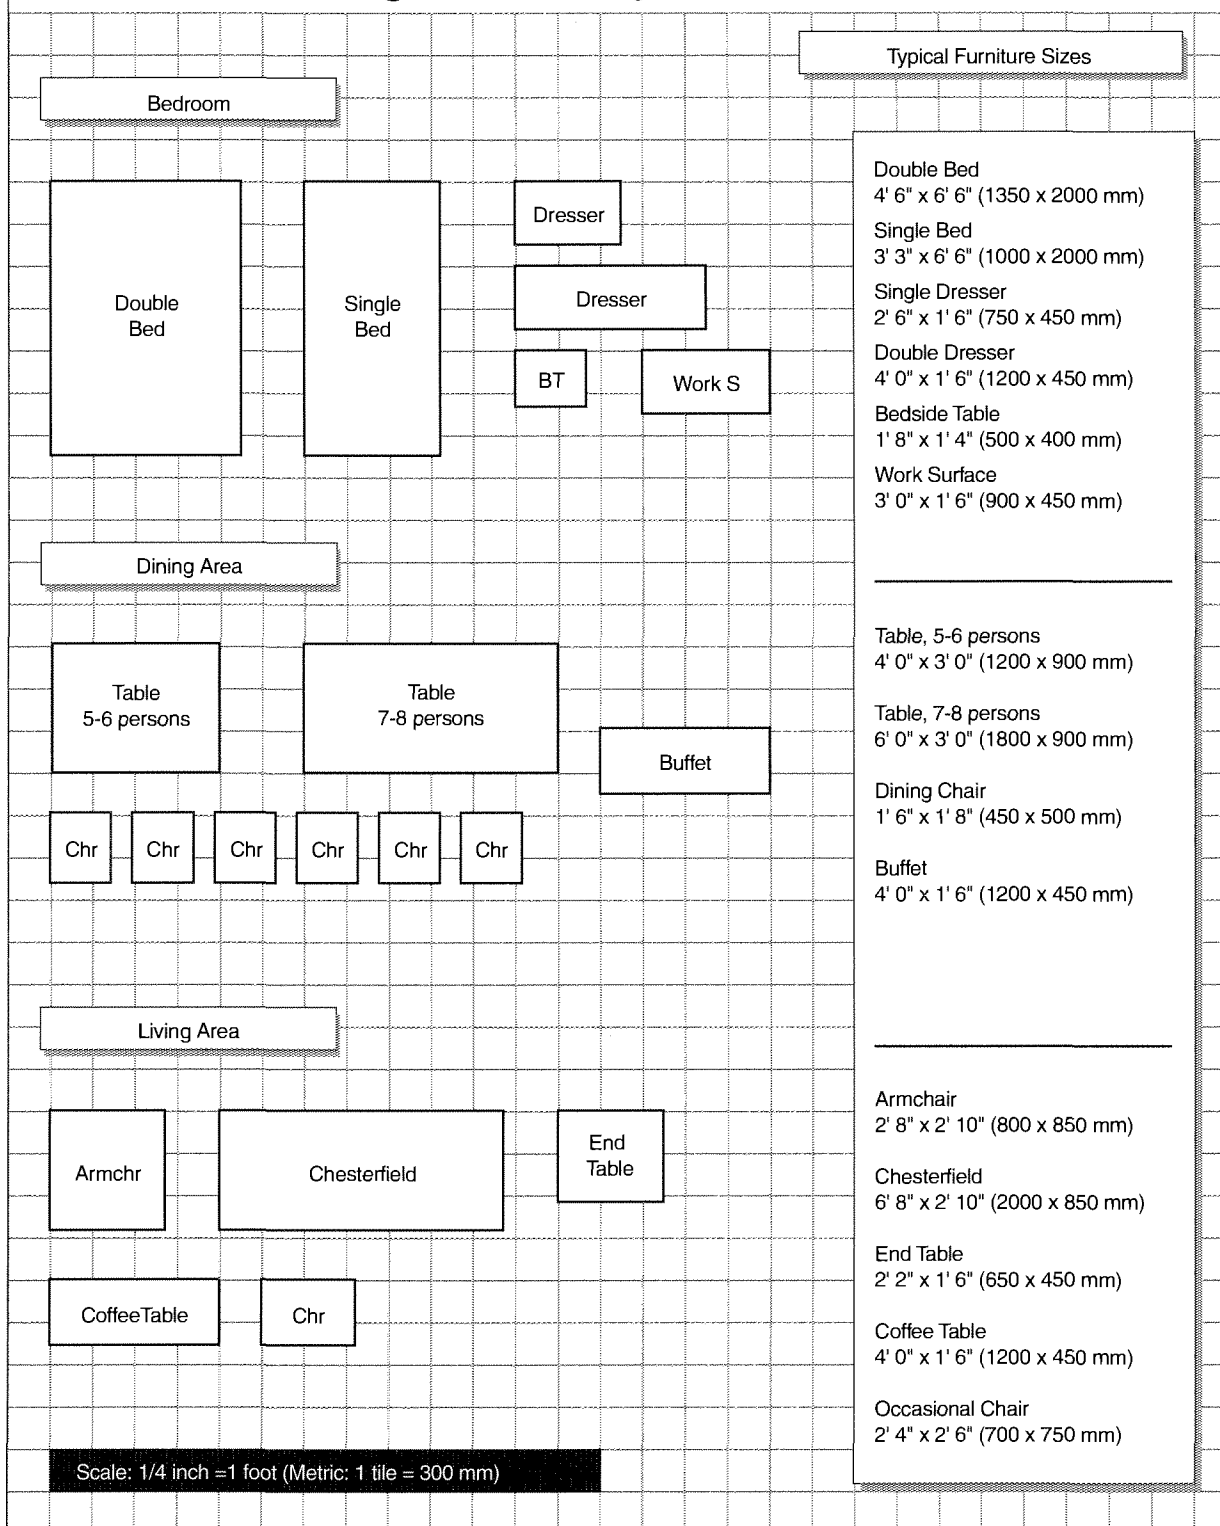 Typical Furniture Sizes
Bedroom
Double
Bed
Single
Bed
Dresser
Dresser
BT
Work S
Dining Area
Table
5-6 persons
Table
7-8 persons
Buffet
Chr
Chr
Chr
Chr
Chr
Chr
Living Area
Armchr
Chesterfield
End
Table
CoffeeTable
Chr
Scale: 1/4 inch =1 foot (Metric: 1 tile = 300 mm)
Double Bed
4' 6" x 6' 6" (1350 x 2000 mm)
Single Bed
3' 3" x 6' 6" (1000 x 2000 mm)
Single Dresser
2' 6" x 1' 6" (750 x 450 mm)
Double Dresser
4' 0" x 1' 6" (1200 x 450 mm)
Bedside Table
1' 8" x 1' 4" (500 x 400 mm)
Work Surface
3' 0" x 1' 6" (900 x 450 mm)
Table, 5-6 persons
4' 0" x 3' 0" (1200 x 900 mm)
Table, 7-8 persons
6' 0" x 3' 0" (1800 x 900 mm)
Dining Chair
1' 6" x 1' 8" (450 x 500 mm)
Buffet
4' 0" x 1' 6" (1200 x 450 mm)
Armchair
2' 8" x 2' 10" (800 x 850 mm)
Chesterfield
6' 8" x 2' 10" (2000 x 850 mm)
End Table
2' 2" x 1' 6" (650 x 450 mm)
Coffee Table
4' 0" x 1' 6" (1200 x 450 mm)
Occasional Chair
2' 4" x 2' 6" (700 x 750 mm)